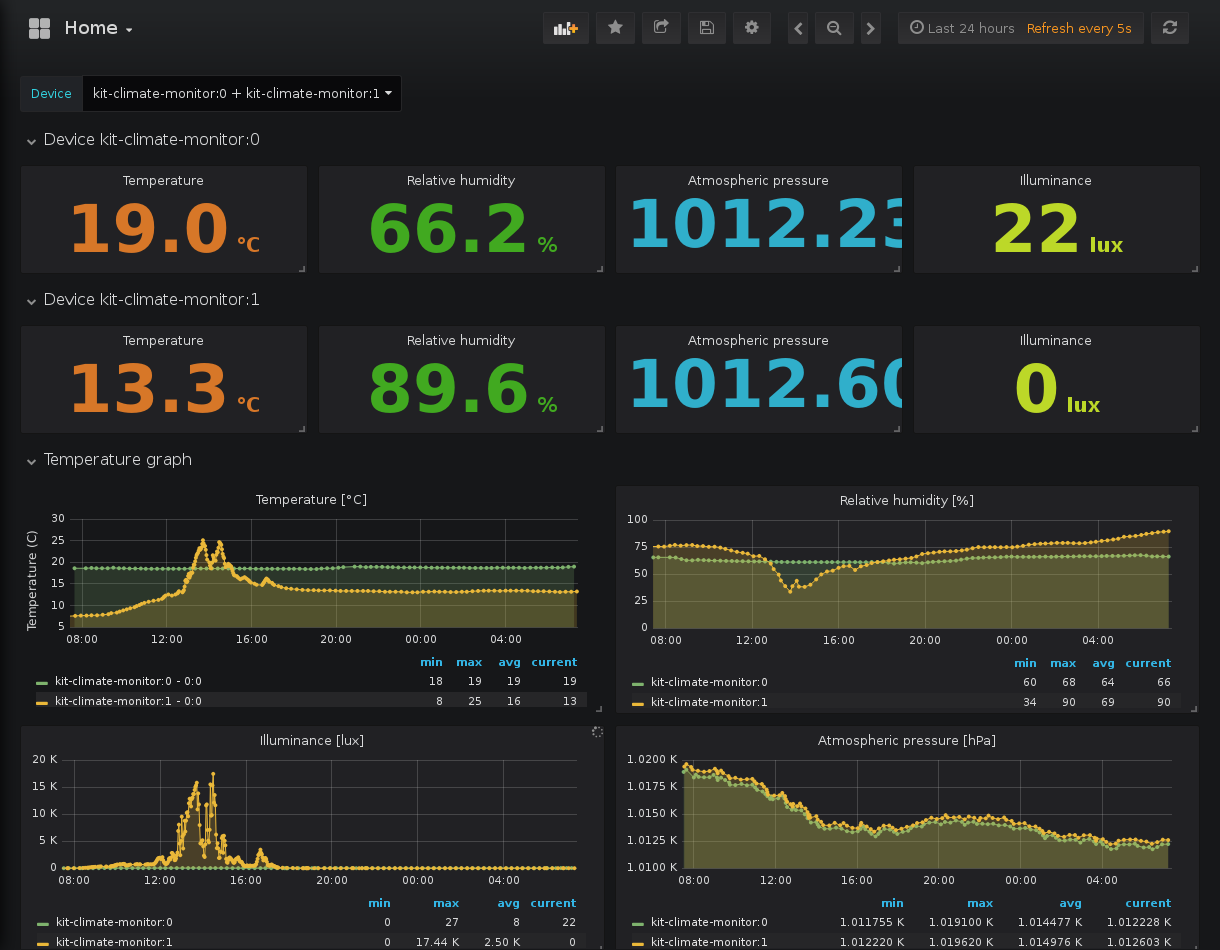 Home
Last 24 hours Refresh every 5s
Device kit-climate-monitor:0 + kit-climate-monitor:1
Device kit-climate-monitor:0
Temperature Relative humidity Atmospheric pressure Illuminance
19.0 °C 66.2 % 1012.23 22 lux
Device kit-climate-monitor:1
Temperature Relative humidity Atmospheric pressure Illuminance
13.3 °C 89.6 % 1012.60 0 lux
Temperature graph
Temperature [°C]
Temperature (C)
30
25
20
15
10
5
08:00 12:00 16:00 20:00 00:00 04:00
min max avg current
kit-climate-monitor:0 - 0:0 18 19 19 19
kit-climate-monitor:1 - 0:0 8 25 16 13
Relative humidity [%]
100
75
50
25
0
08:00 12:00 16:00 20:00 00:00 04:00
min max avg current
kit-climate-monitor:0 60 68 64 66
kit-climate-monitor:1 34 90 69 90
Illuminance [lux]
20 K
15 K
10 K
5 K
0
08:00 12:00 16:00 20:00 00:00 04:00
min max avg current
kit-climate-monitor:0 0 27 8 22
kit-climate-monitor:1 0 17.44 K 2.50 K 0
Atmospheric pressure [hPa]
1.0200 K
1.0175 K
1.0150 K
1.0125 K
1.0100 K
08:00 12:00 16:00 20:00 00:00 04:00
min max avg current
kit-climate-monitor:0 1.011755 K 1.019100 K 1.014477 K 1.012228 K
kit-climate-monitor:1 1.012220 K 1.019620 K 1.014976 K 1.012603 K